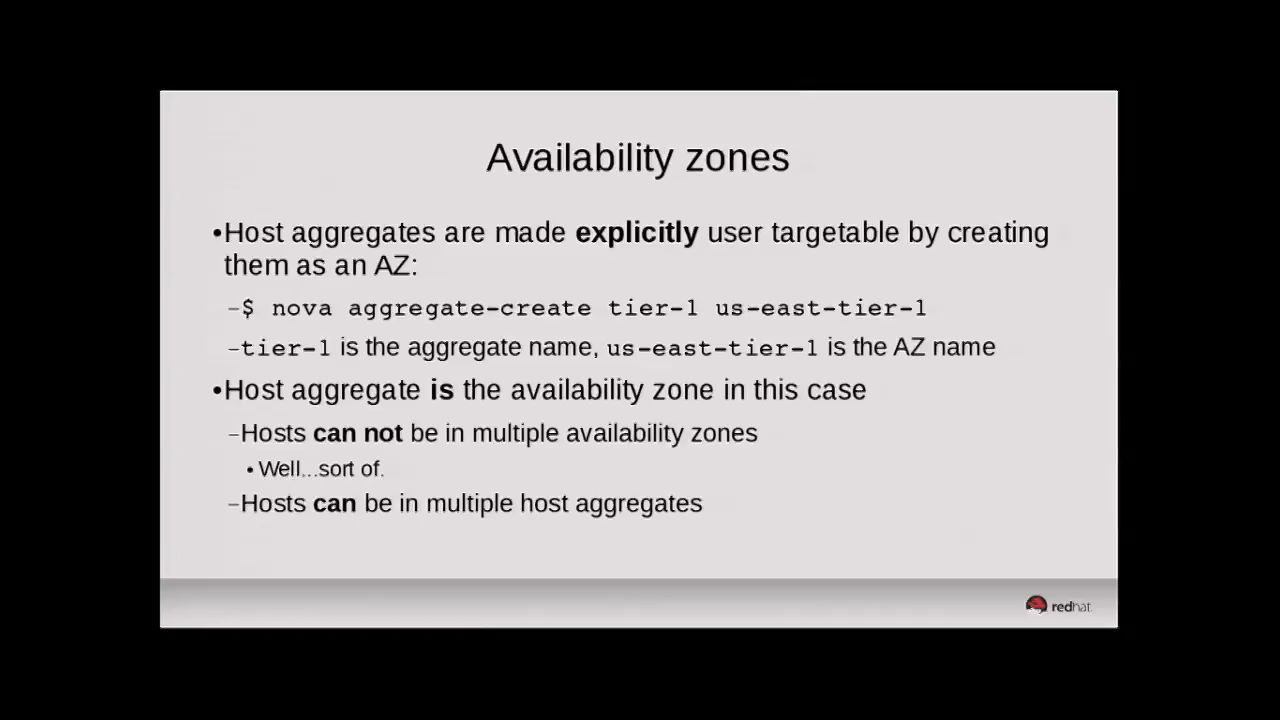 Availability zones
•Host aggregates are made explicitly user targetable by creating
them as an AZ:
–$ nova aggregate-create tier-1 us-east-tier-1
–tier-1 is the aggregate name, us-east-tier-1 is the AZ name
•Host aggregate is the availability zone in this case
–Hosts can not be in multiple availability zones
•Well...sort of.
–Hosts can be in multiple host aggregates
redhat.